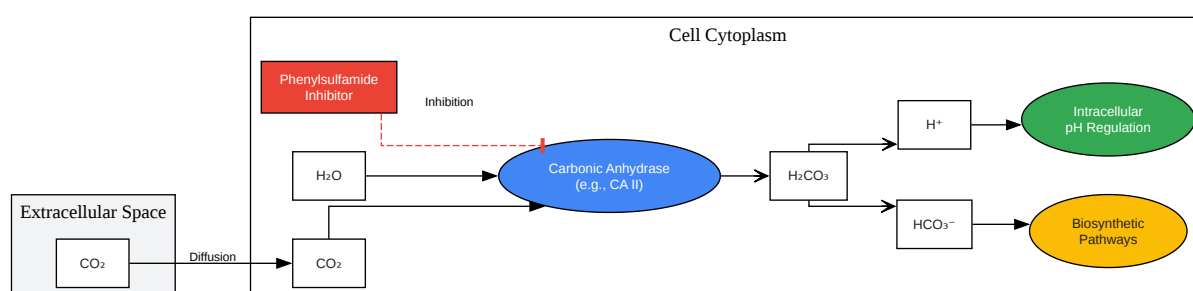 Cell Cytoplasm
Phenylsulfamide
Inhibitor
Inhibition
H₂O
Carbonic Anhydrase
(e.g., CA II)
H₂CO₃
H⁺
Intracellular
pH Regulation
HCO₃⁻
Biosynthetic
Pathways
Extracellular Space
CO₂
Diffusion
CO₂